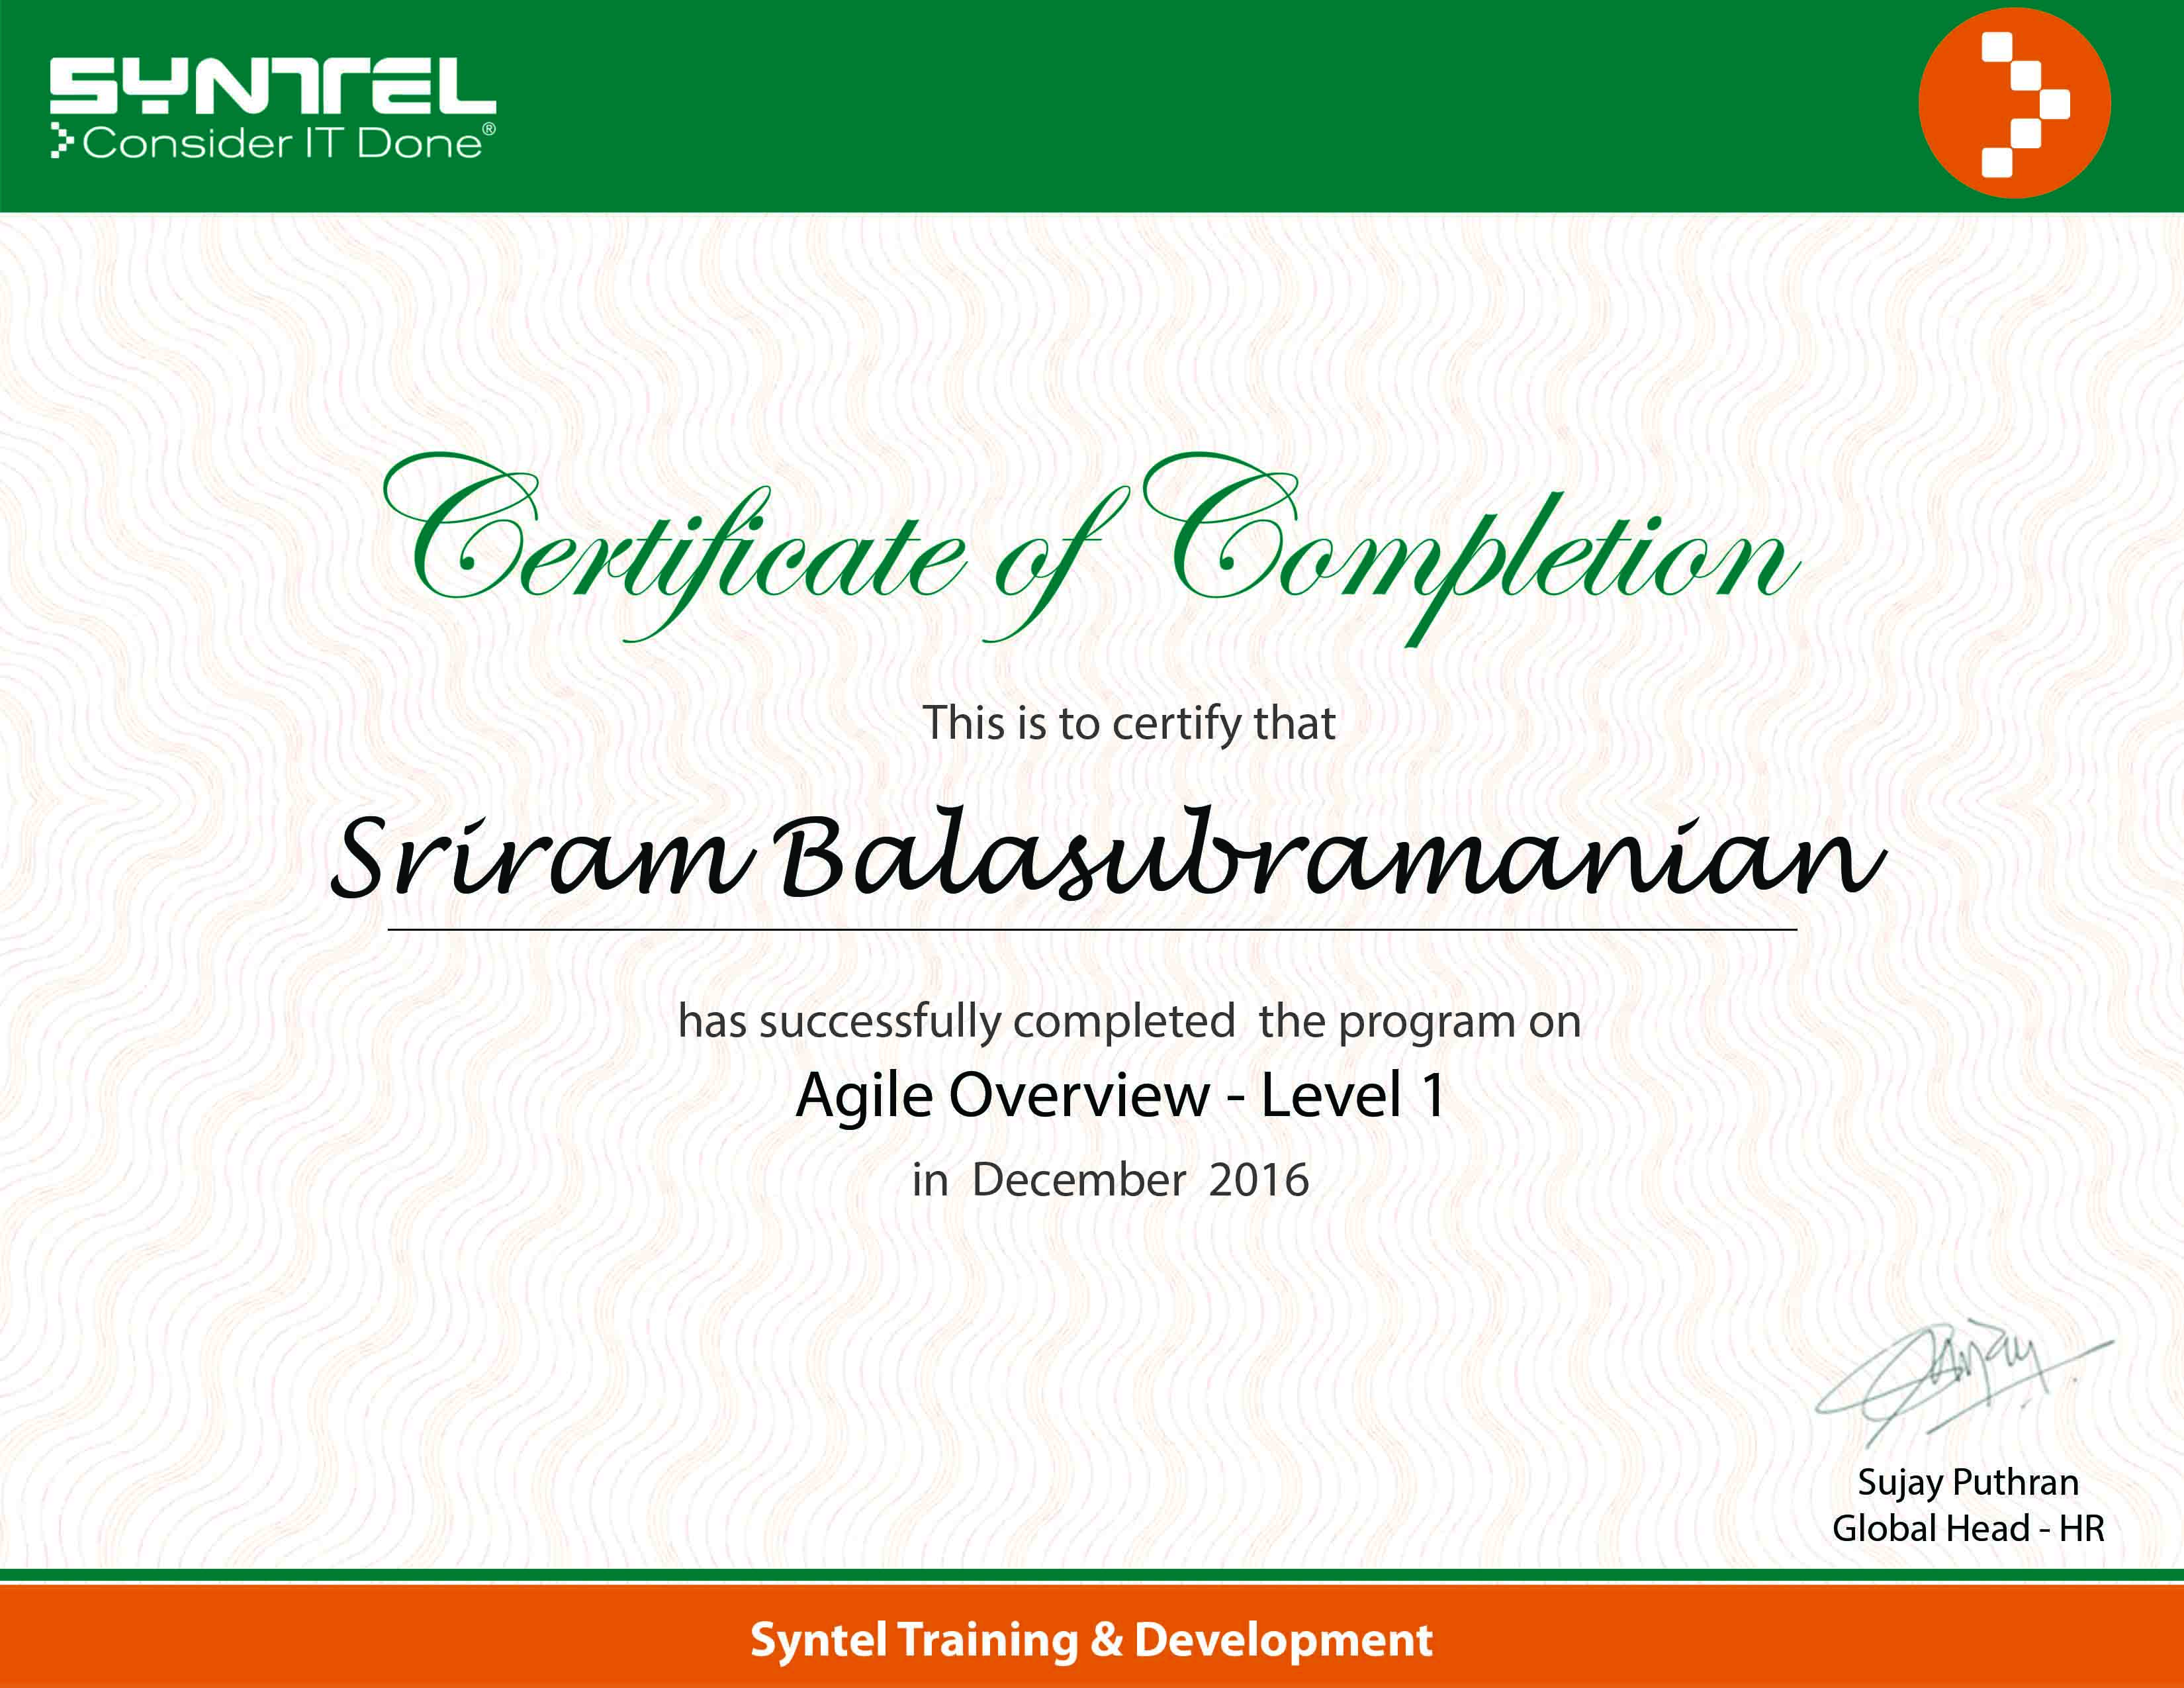 SYNTEL
Consider IT Done®
Certificate of Completion
This is to certify that
Sriram Balasubramanian
has successfully completed the program on
Agile Overview - Level 1
in December 2016
Sujay
Sujay Puthran
Global Head - HR
Syntel Training & Development